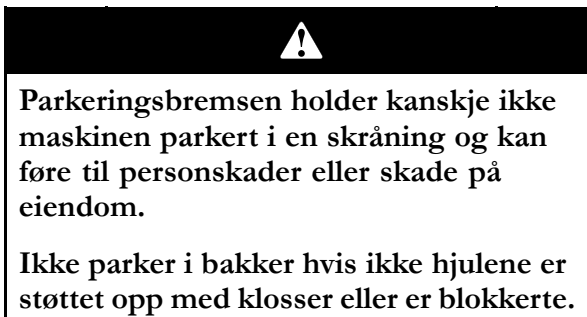 Parkeringsbremsen holder kanskje ikke
maskinen parkert i en skråning og kan
føre til personskader eller skade på
eiendom.
Ikke parker i bakker hvis ikke hjulene er
støttet opp med klosser eller er blokkerte.